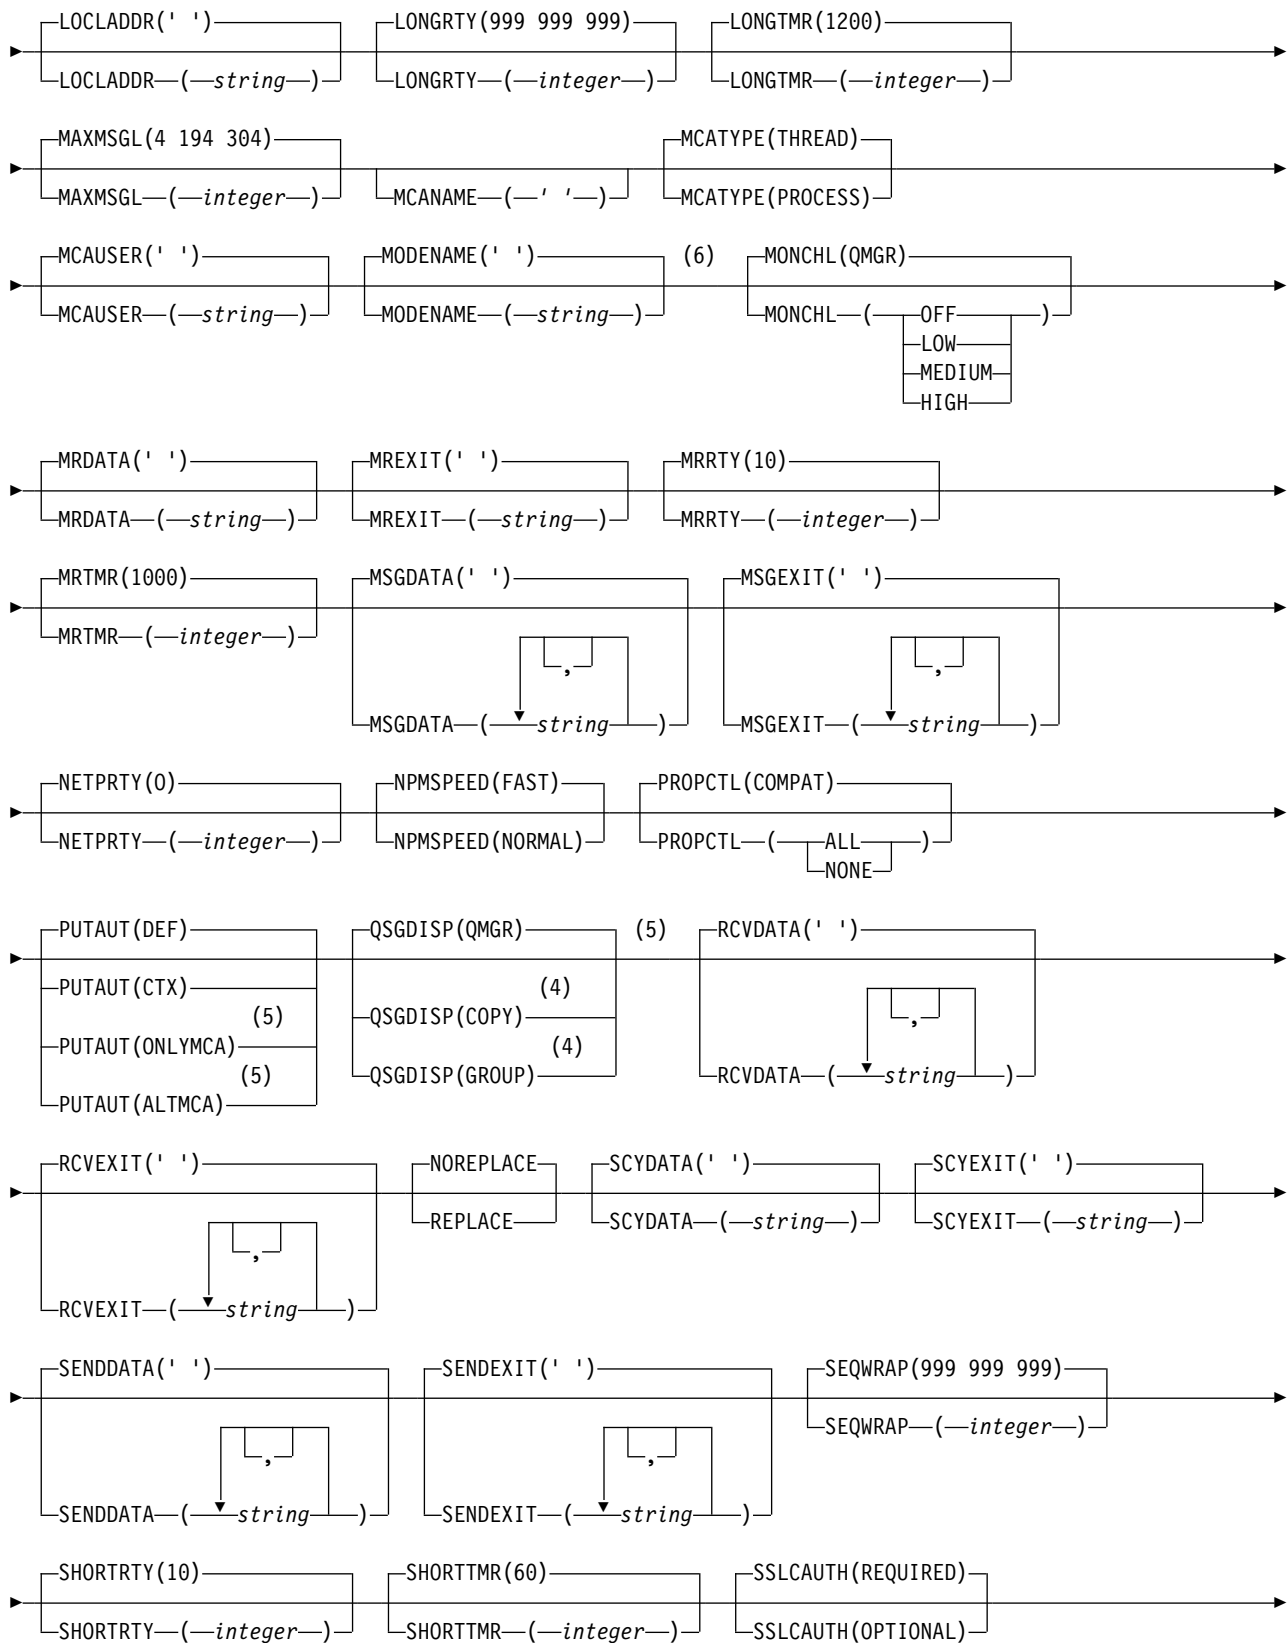 LOCLADDR(' ') LONGRTY(999 999 999) LONGTMR(1200)
LOCLADDR (string) LONGRTY (integer) LONGTMR (integer)
MAXMSGL(4 194 304) MCATYPE(THREAD)
MAXMSGL (integer) MCANAME (' ') MCATYPE(PROCESS)
MCAUSER(' ') MODENAME(' ') (6) MONCHL(QMGR)
MCAUSER (string) MODENAME (string) MONCHL (OFF)
LOW
MEDIUM
HIGH
MRDATA(' ') MREXIT(' ') MRRTY(10)
MRDATA (string) MREXIT (string) MRRTY (integer)
MRTMR(1000) MSGDATA(' ') MSGEXIT(' ')
MRTMR (integer)
, ,
MSGDATA (string) MSGEXIT (string)
NETPRTY(0) NPMSPEED(FAST) PROPCTL(COMPAT)
NETPRTY (integer) NPMSPEED(NORMAL) PROPCTL (ALL)
NONE
PUTAUT(DEF) QSGDISP(QMGR) (5) RCVDATA(' ')
PUTAUT(CTX) (4)
(5) QSGDISP(COPY) ,
PUTAUT(ONLYMCA) (4)
(5) QSGDISP(GROUP) RCVDATA (string)
PUTAUT(ALTMCA)
RCVEXIT(' ') NOREPLACE SCYDATA(' ') SCYEXIT(' ')
REPLACE SCYDATA (string) SCYEXIT (string)
,
RCVEXIT (string)
SENDDATA(' ') SENDEXIT(' ') SEQWRAP(999 999 999)
SEQWRAP (integer)
, ,
SENDDATA (string) SENDEXIT (string)
SHORTRTY(10) SHORTTMR(60) SSLCAUTH(REQUIRED)
SHORTRTY (integer) SHORTTMR (integer) SSLCAUTH(OPTIONAL)